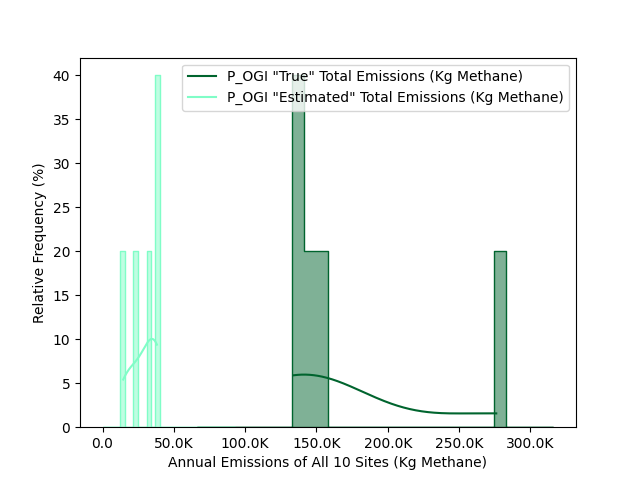 P_OGI "True" Total Emissions (Kg Methane)
P_OGI "Estimated" Total Emissions (Kg Methane)
40
35
30
25
20
15
10
5
0
Relative Frequency (%)
0.0 50.0K 100.0K 150.0K 200.0K 250.0K 300.0K
Annual Emissions of All 10 Sites (Kg Methane)